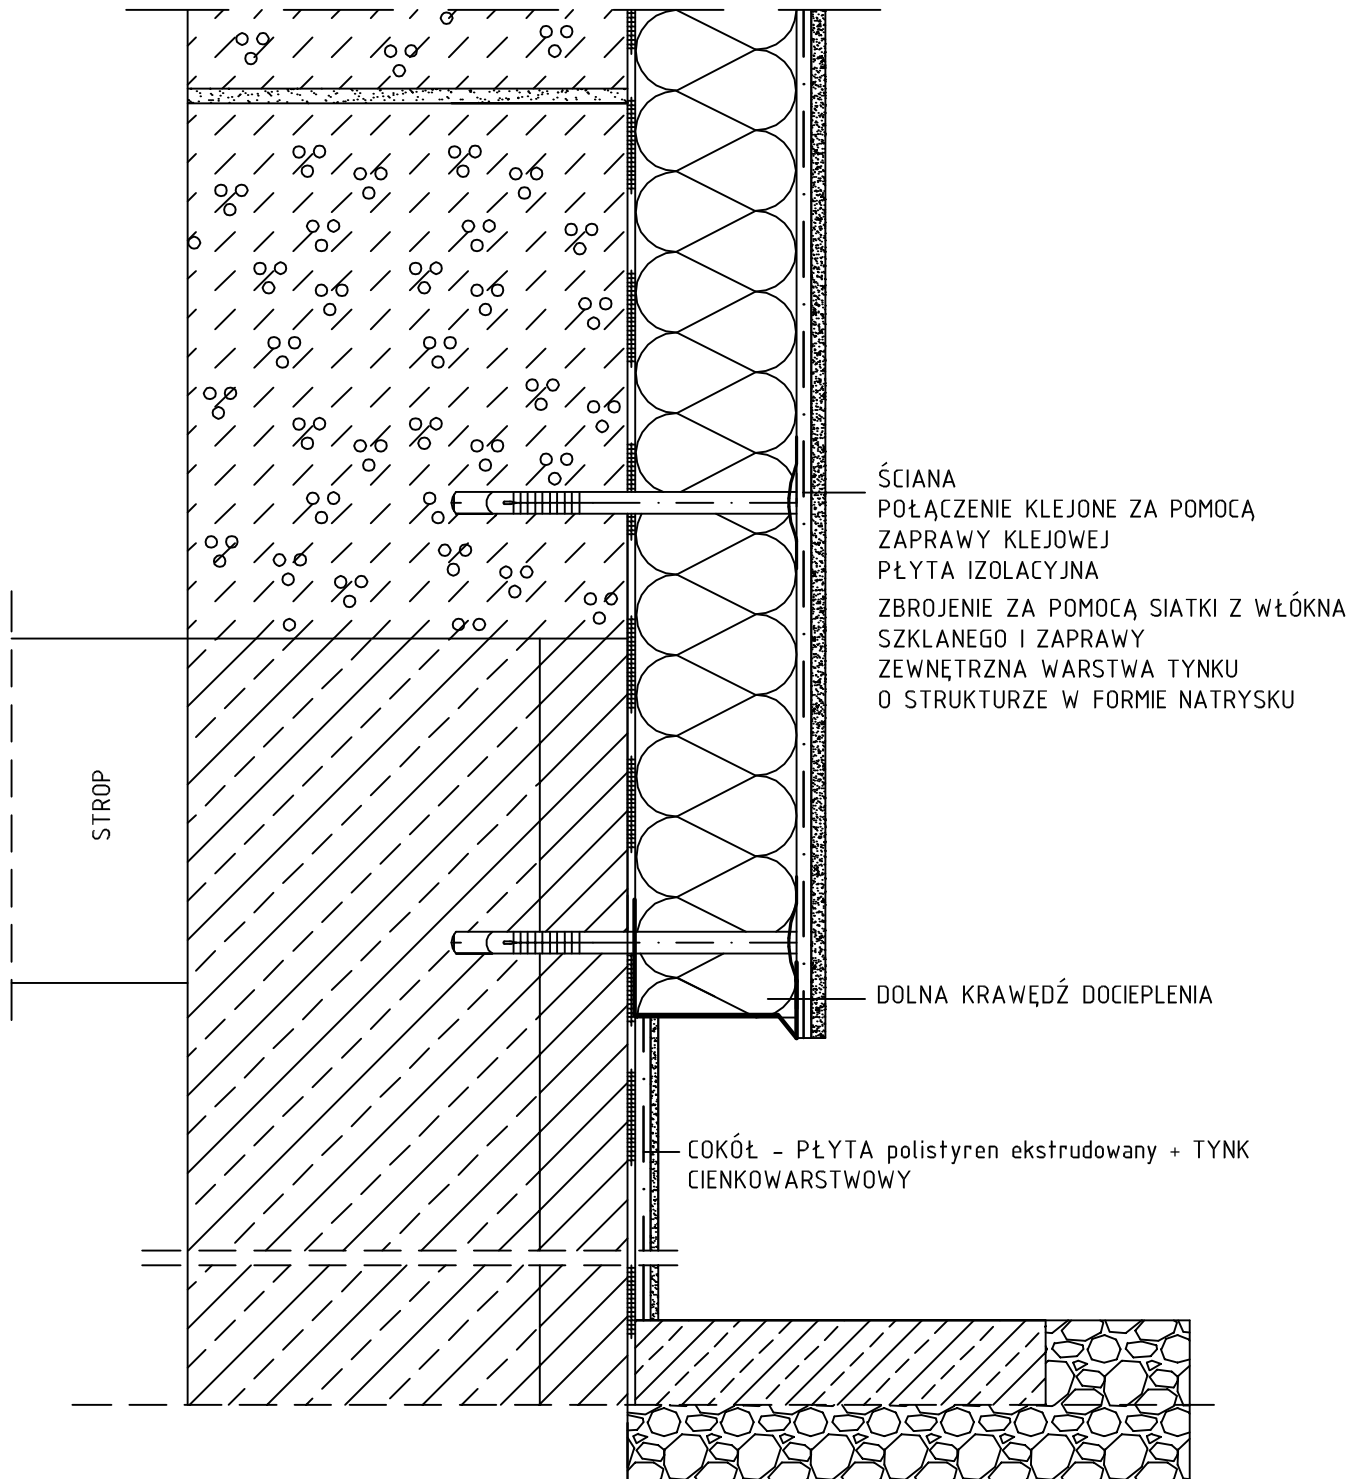 ŚCIANA
POŁĄCZENIE KLEJONE ZA POMOCĄ
ZAPRAWY KLEJOWEJ
PŁYTA IZOLACYJNA
ZBROJENIE ZA POMOCĄ SIATKI Z WŁÓKNA
SZKLANEGO I ZAPRAWY
ZEWNĘTRZNA WARSTWA TYNKU
O STRUKTURZE W FORMIE NATRYSKU
STROP
DOLNA KRAWĘDŹ DOCIEPLENIA
COKÓŁ - PŁYTA polistyren ekstrudowany + TYNK
CIENKOWARSTWOWY